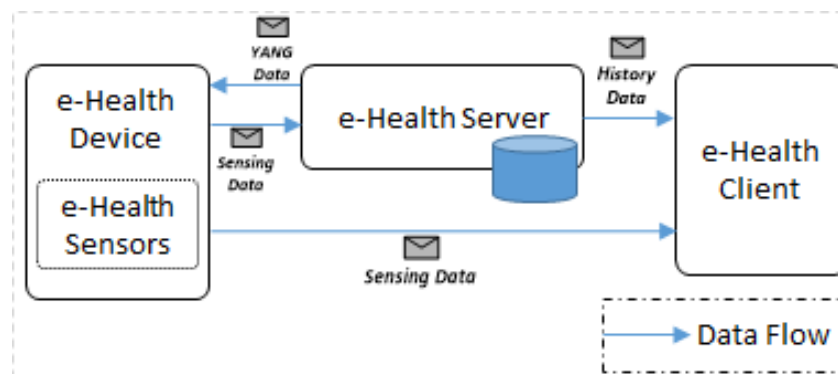 YANG
Data
History
Data
e-Health
Device
Sensing
Data
e-Health
Sensors
e-Health Server
e-Health
Client
Sensing Data
Data Flow